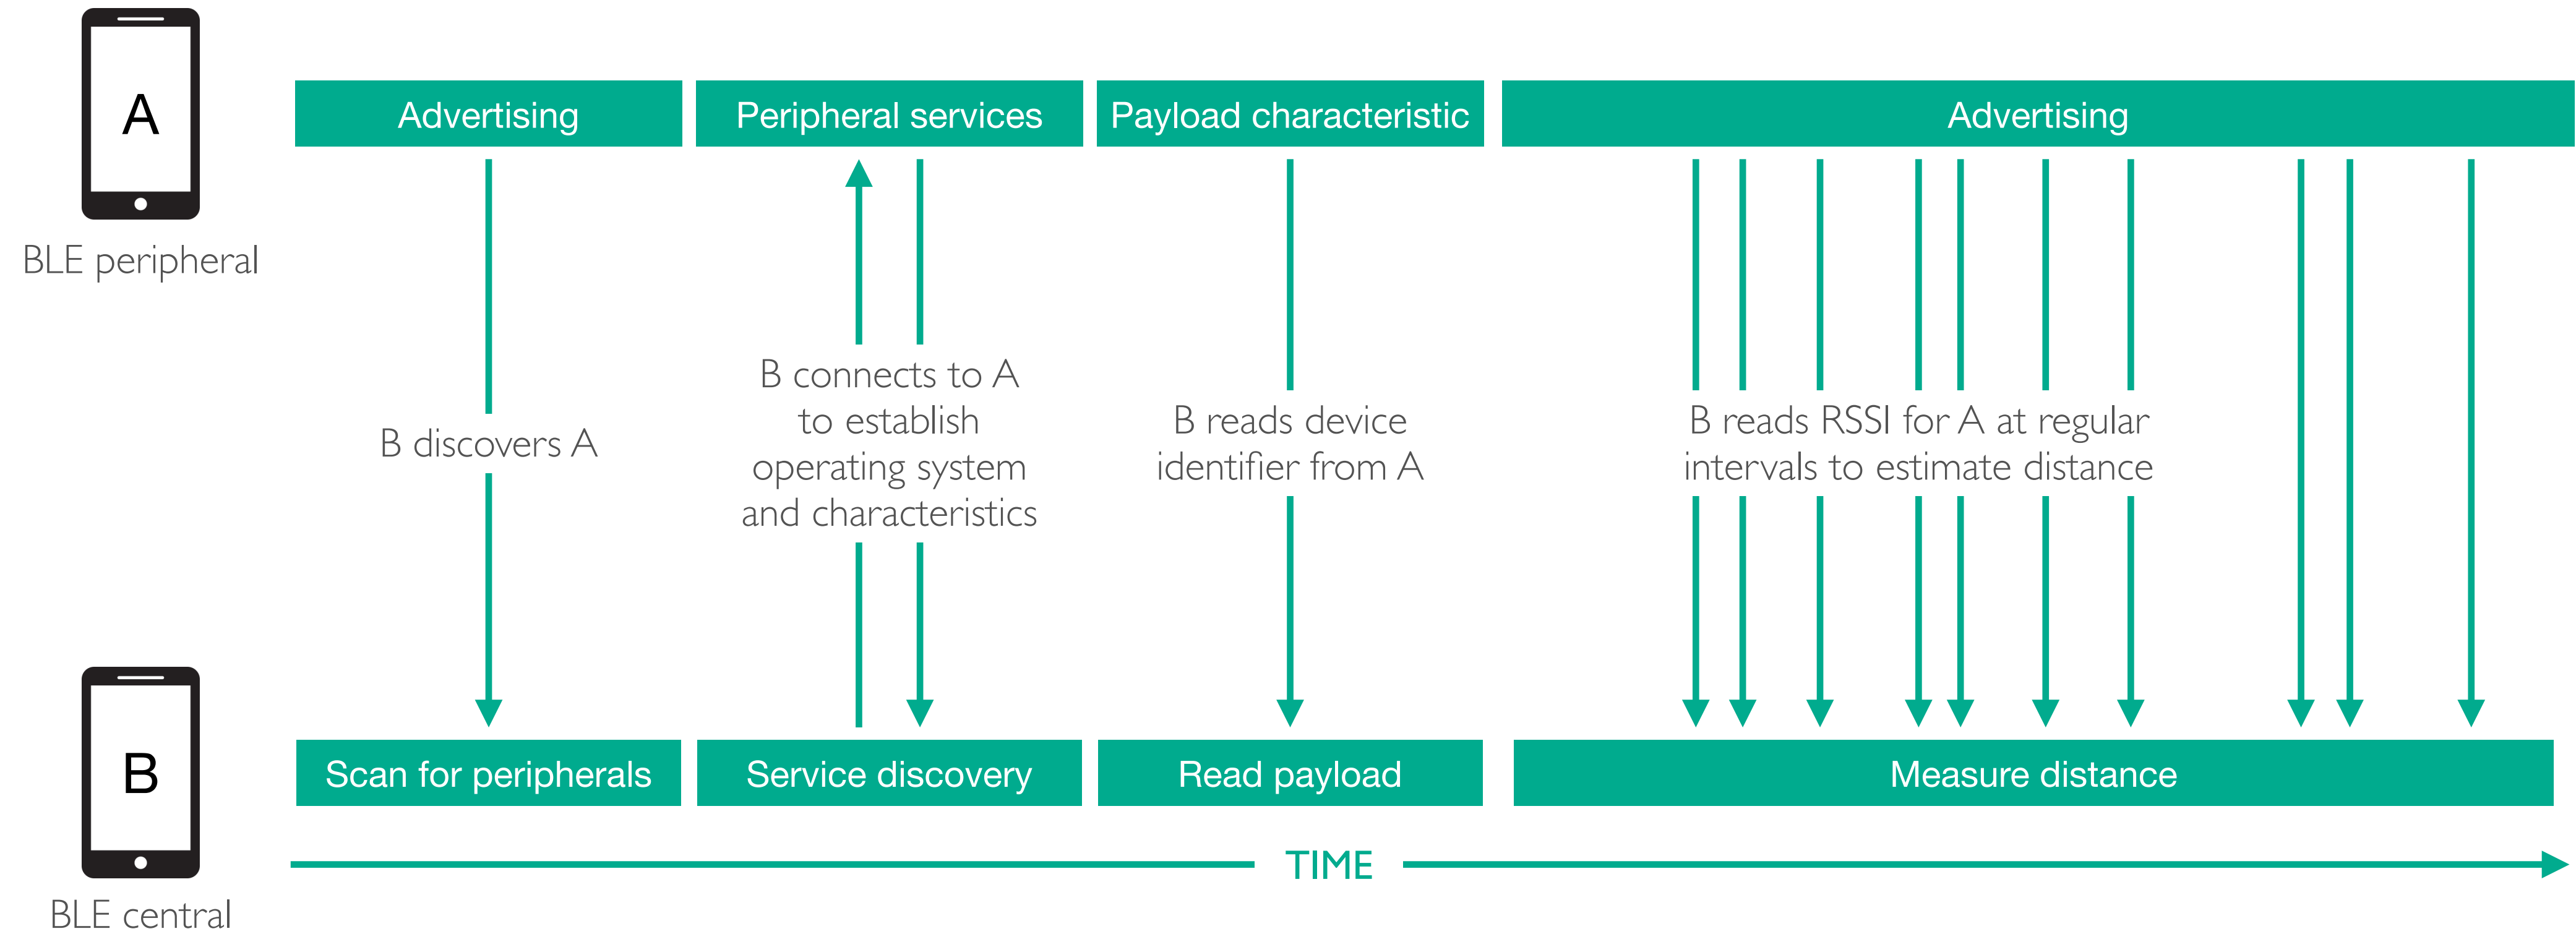 A
BLE peripheral
Advertising
Peripheral services
Payload characteristic
Advertising
B discovers A
B connects to A
to establish
operating system
and characteristics
B reads device
identifier from A
B reads RSSI for A at regular
intervals to estimate distance
B
BLE central
Scan for peripherals
Service discovery
Read payload
Measure distance
TIME